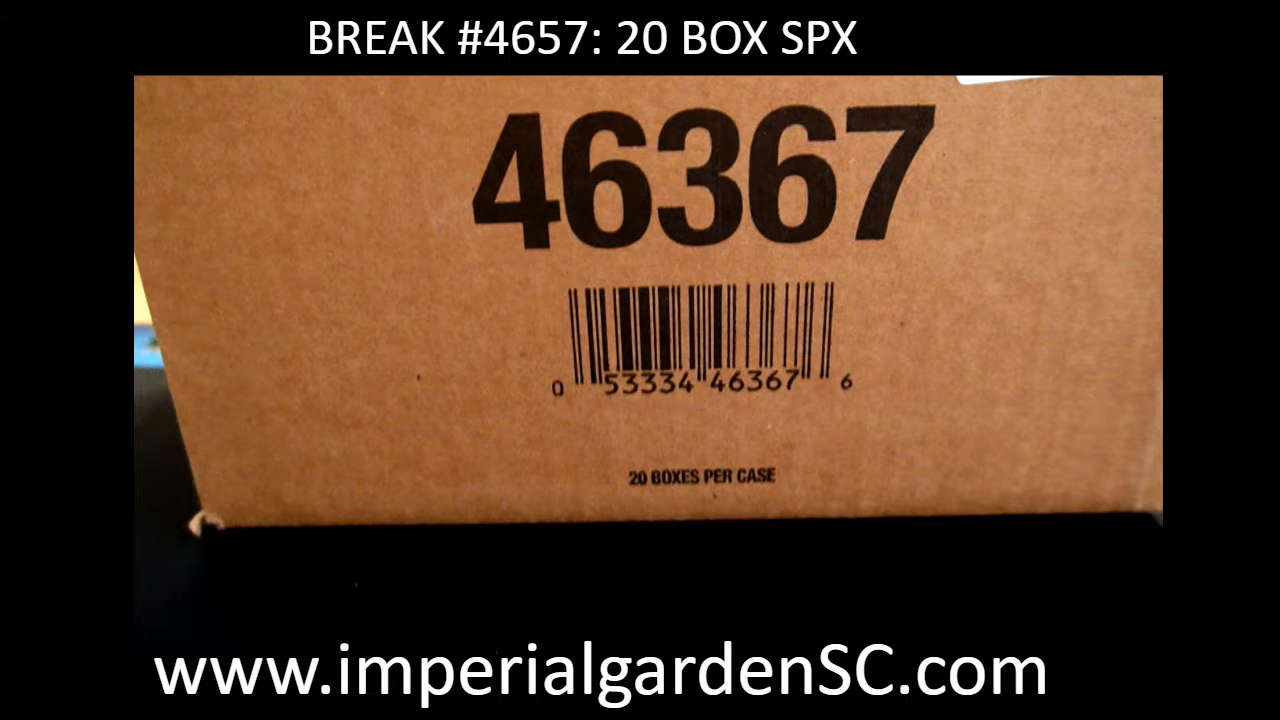 BREAK #4657: 20 BOX SPX
46367
0 53334 46367 6
20 BOXES PER CASE
www.imperialgardenSC.com